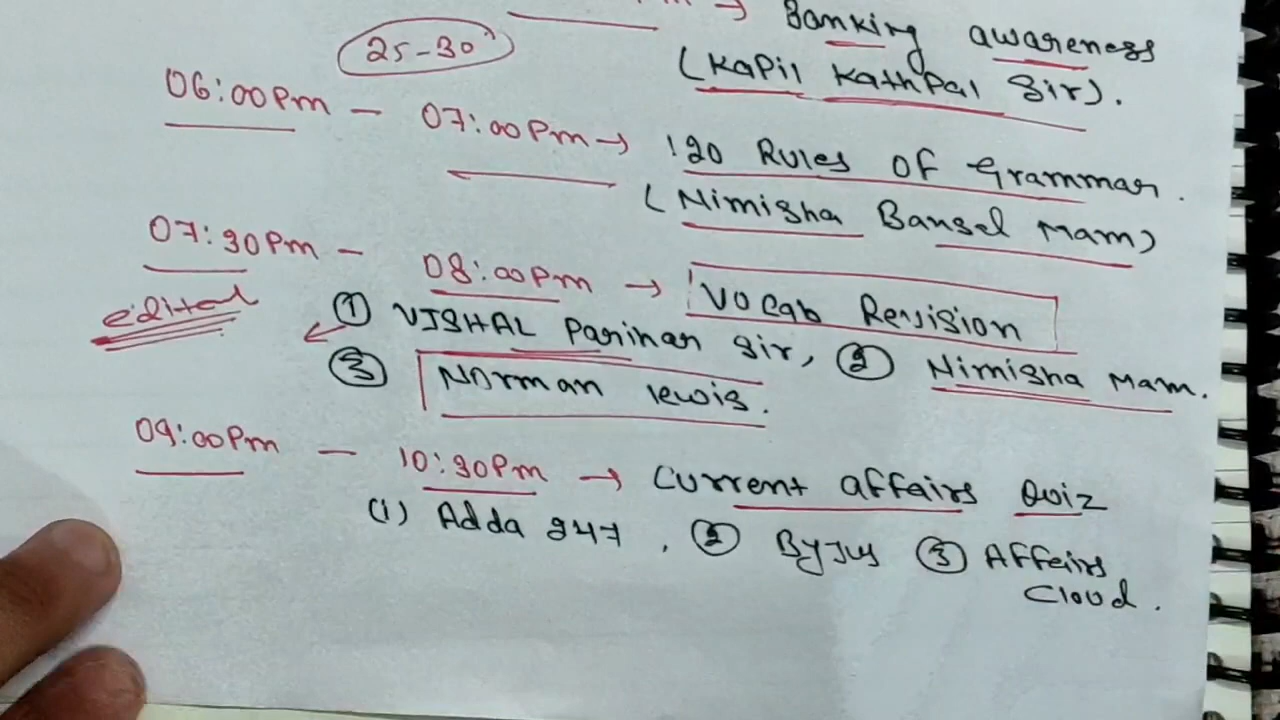 → Banking awareness
25-30
(Kapil Kathpal Sir).
06:00Pm – 07:00Pm → 120 Rules of Grammar.
(Nimisha Bansal Mam)
07:30Pm – 08:00Pm → Vocab Revision
① VISHAL Parihar Sir, ② Nimisha Mam.
③ Norman lewis.
09:00Pm – 10:30Pm → Current affairs Quiz
(1) Adda 247, ② Byjus ③ Affairs
Cloud.